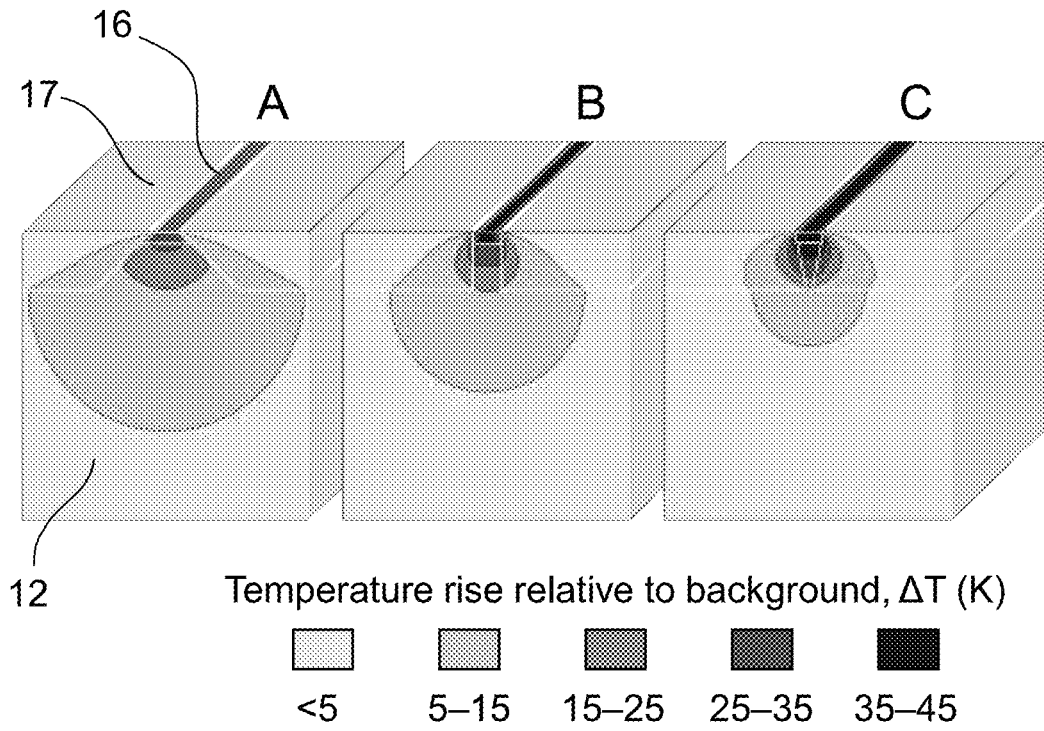 16
17
A B C
12
Temperature rise relative to background, ΔT (K)
<5 5–15 15–25 25–35 35–45